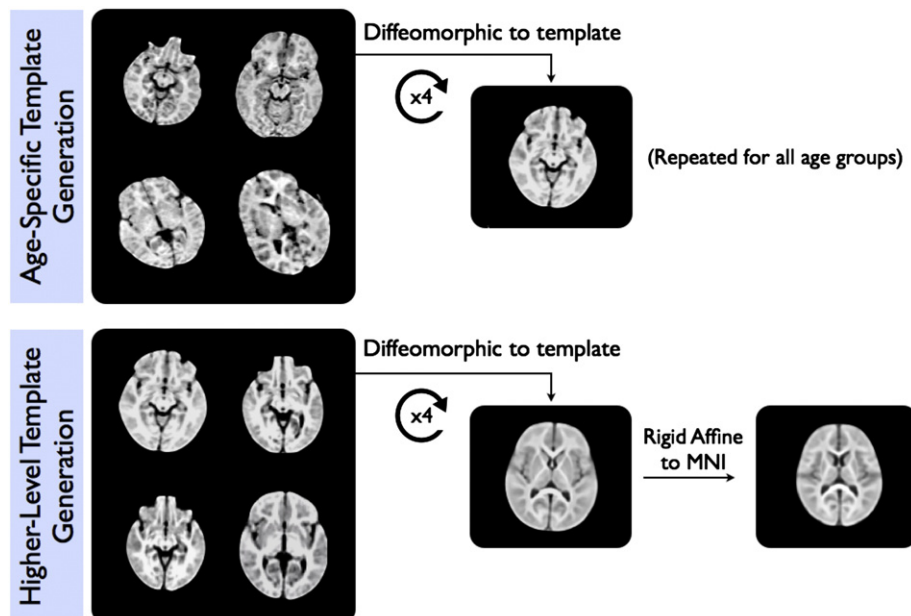 Age-Specific Template
Generation
Diffeomorphic to template
x4
(Repeated for all age groups)
Higher-Level Template
Generation
Diffeomorphic to template
x4
Rigid Affine
to MNI